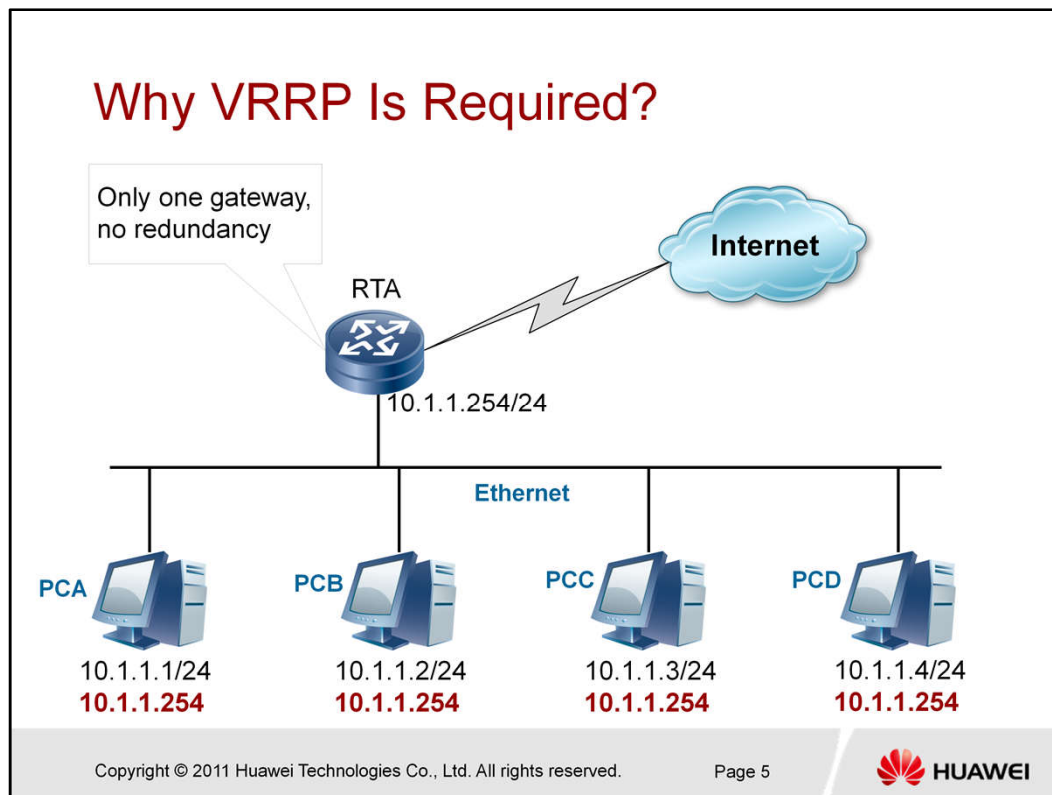 Why VRRP Is Required?
Only one gateway,
no redundancy
Internet
RTA
10.1.1.254/24
Ethernet
PCA
PCB
PCC
PCD
10.1.1.1/24
10.1.1.254
10.1.1.2/24
10.1.1.254
10.1.1.3/24
10.1.1.254
10.1.1.4/24
10.1.1.254
Copyright © 2011 Huawei Technologies Co., Ltd. All rights reserved.
Page 5
HUAWEI